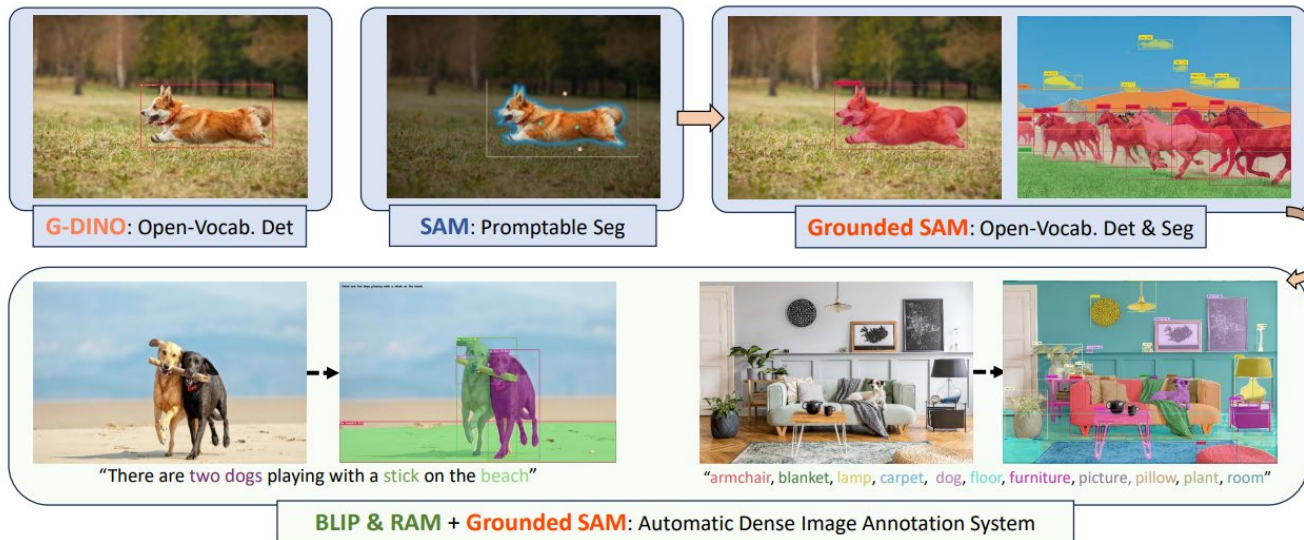 G-DINO: Open-Vocab. Det
SAM: Promptable Seg
Grounded SAM: Open-Vocab. Det & Seg
“There are two dogs playing with a stick on the beach”
“armchair, blanket, lamp, carpet, dog, floor, furniture, picture, pillow, plant, room”
BLIP & RAM + Grounded SAM: Automatic Dense Image Annotation System